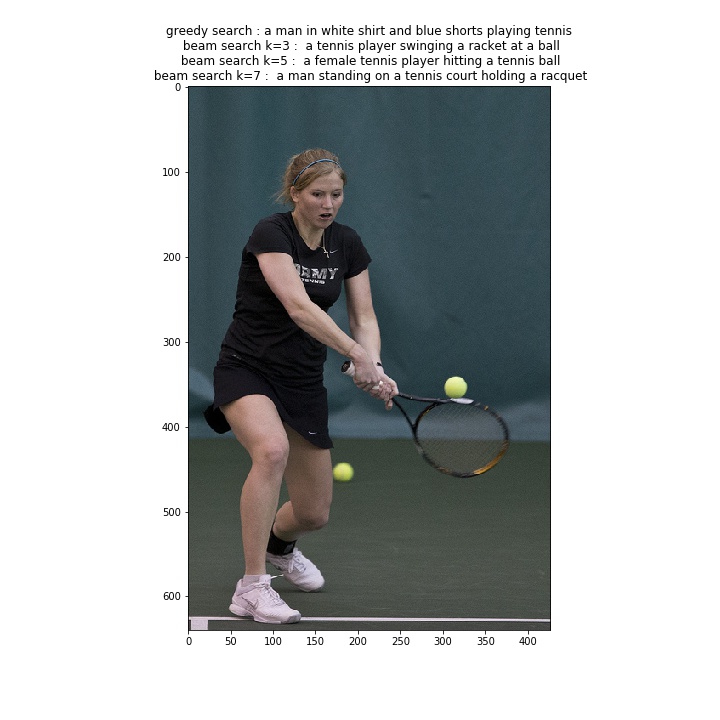 greedy search : a man in white shirt and blue shorts playing tennis
beam search k=3 : a tennis player swinging a racket at a ball
beam search k=5 : a female tennis player hitting a tennis ball
beam search k=7 : a man standing on a tennis court holding a racquet
0
100
200
ARMY
300
400
500
600
0 50 100 150 200 250 300 350 400